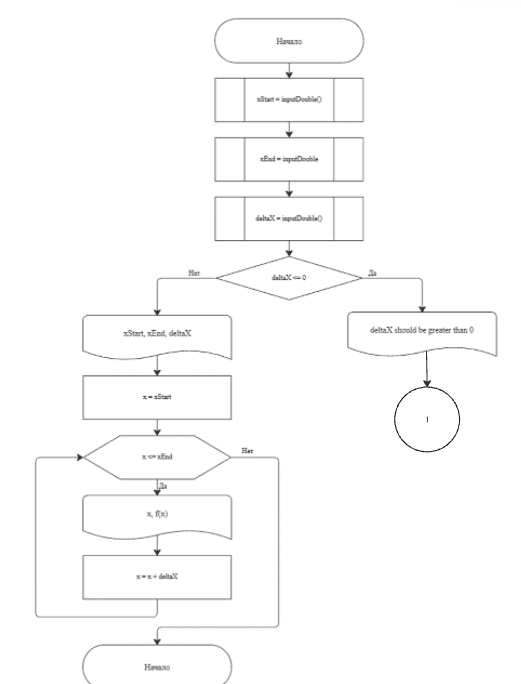 Начало
xStart = inputDouble()
xEnd = inputDouble
deltaX = inputDouble()
deltaX <= 0
Нет
Да
xStart, xEnd, deltaX
deltaX should be greater than 0
x = xStart
1
x <= xEnd
Нет
Да
x, f(x)
x = x + deltaX
Начало